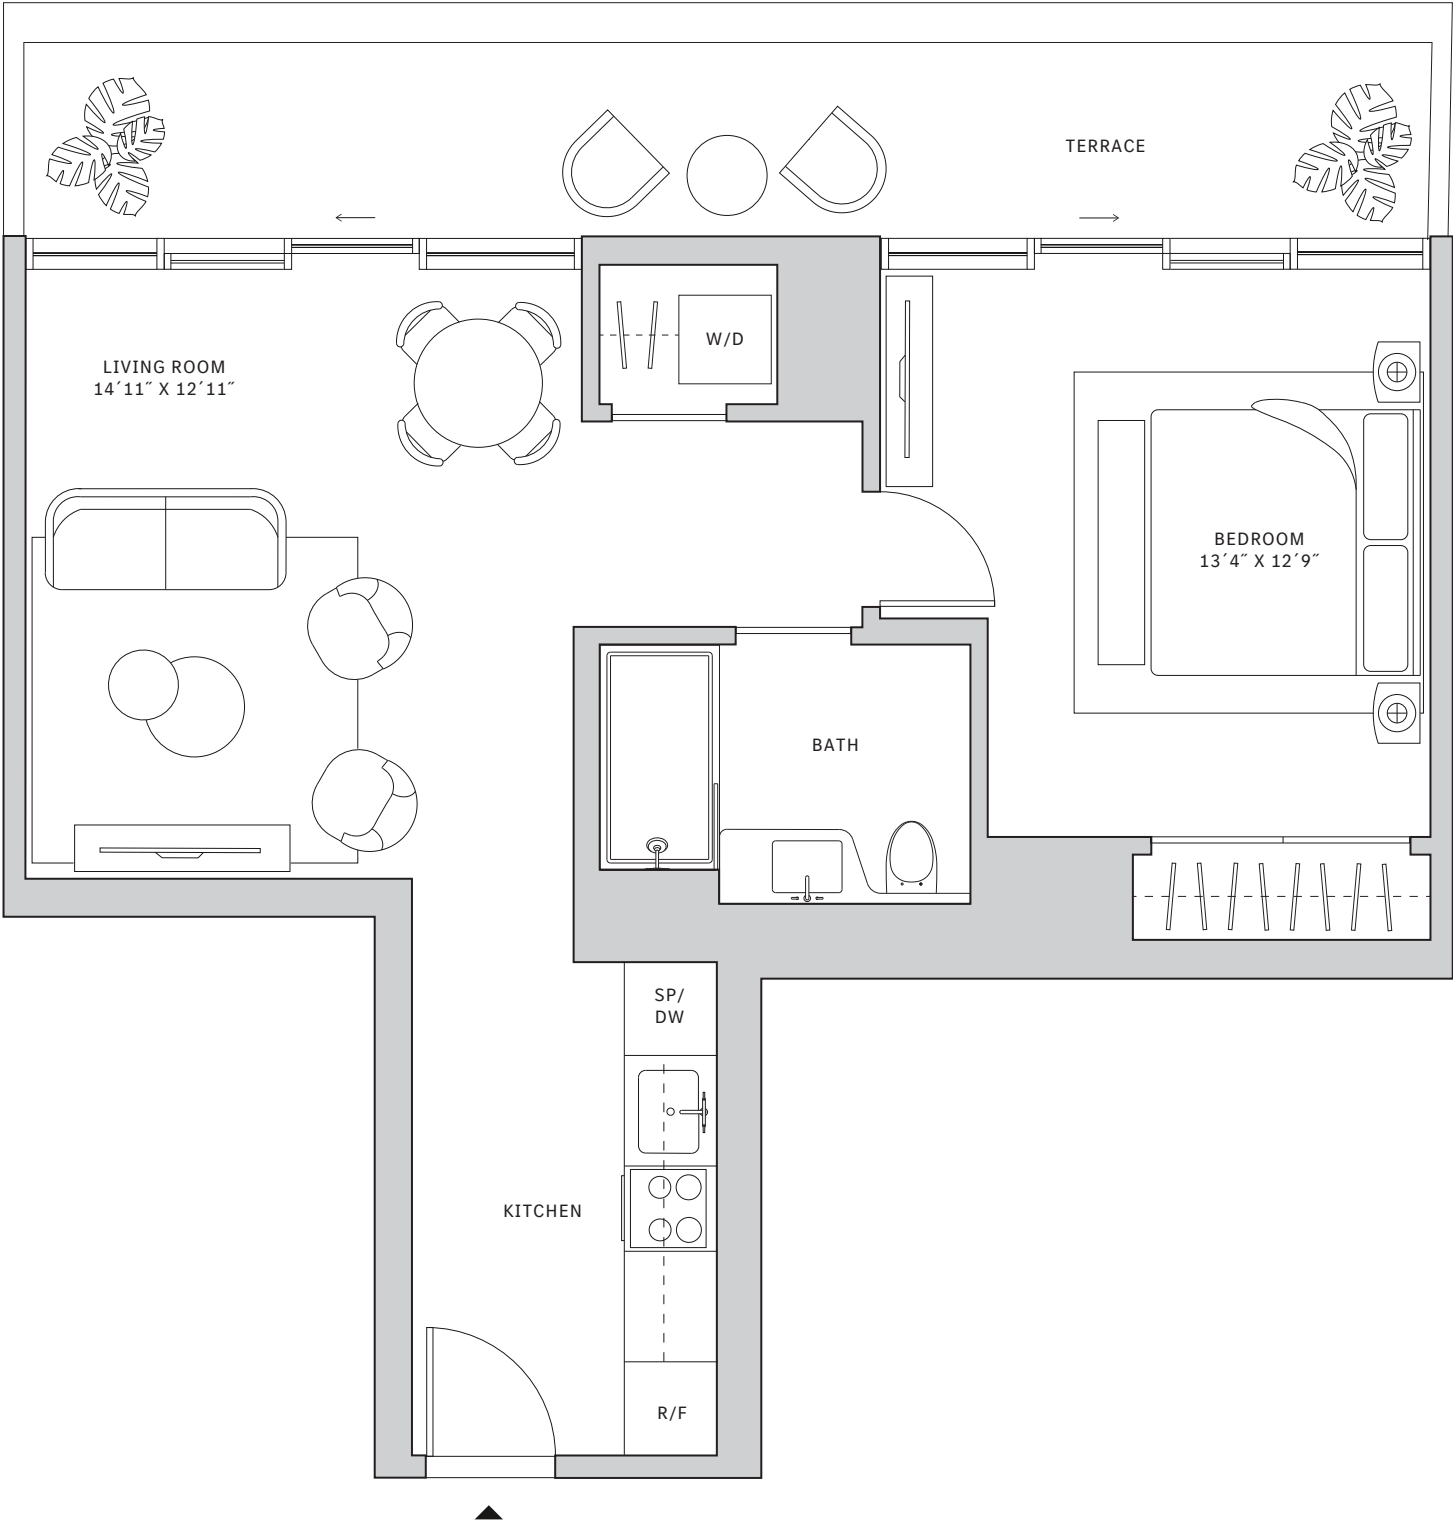 TERRACE
W/D
LIVING ROOM
14´11˝ X 12´11˝
BEDROOM
13´4˝ X 12´9˝
BATH
SP/
DW
KITCHEN
R/F